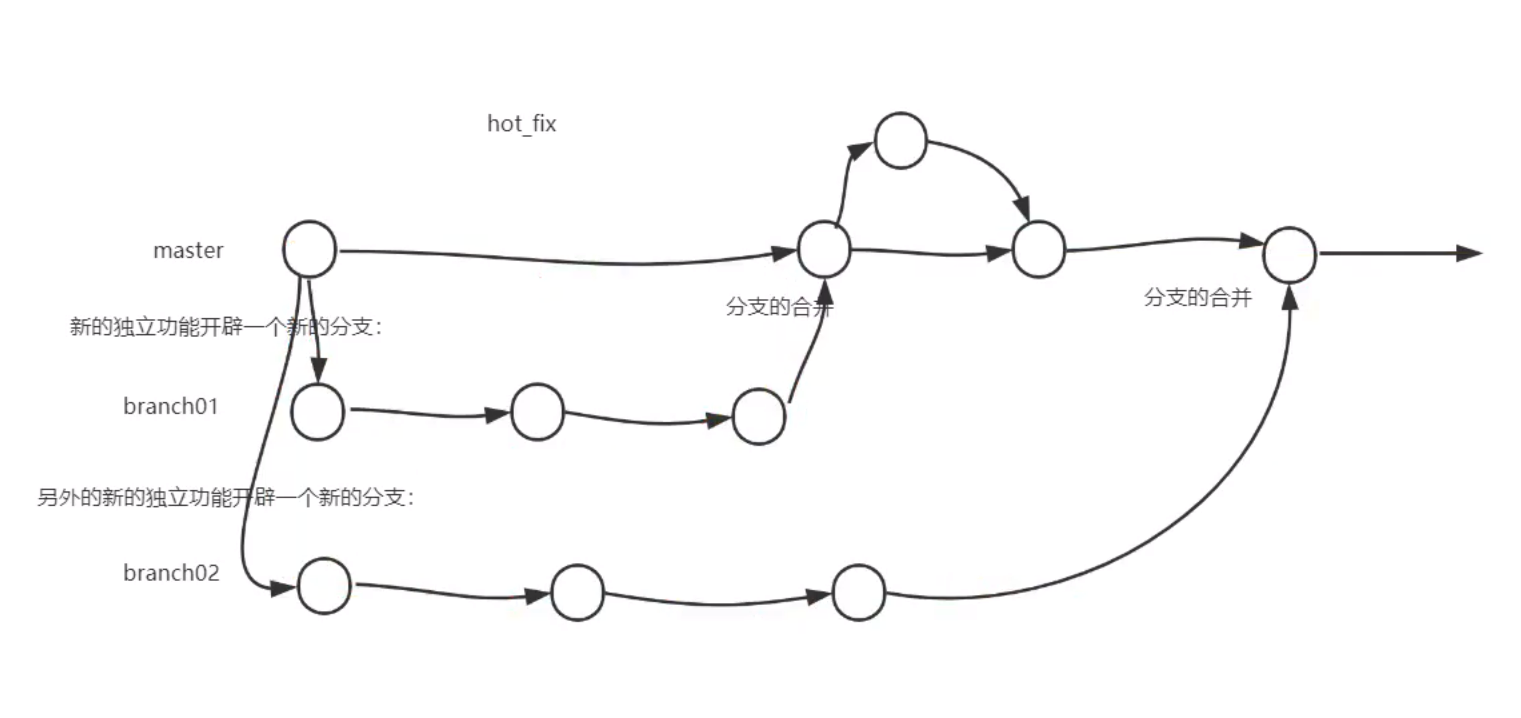 hot_fix
master
分支的合并
分支的合并
新的独立功能开辟一个新的分支：
branch01
另外的新的独立功能开辟一个新的分支：
branch02